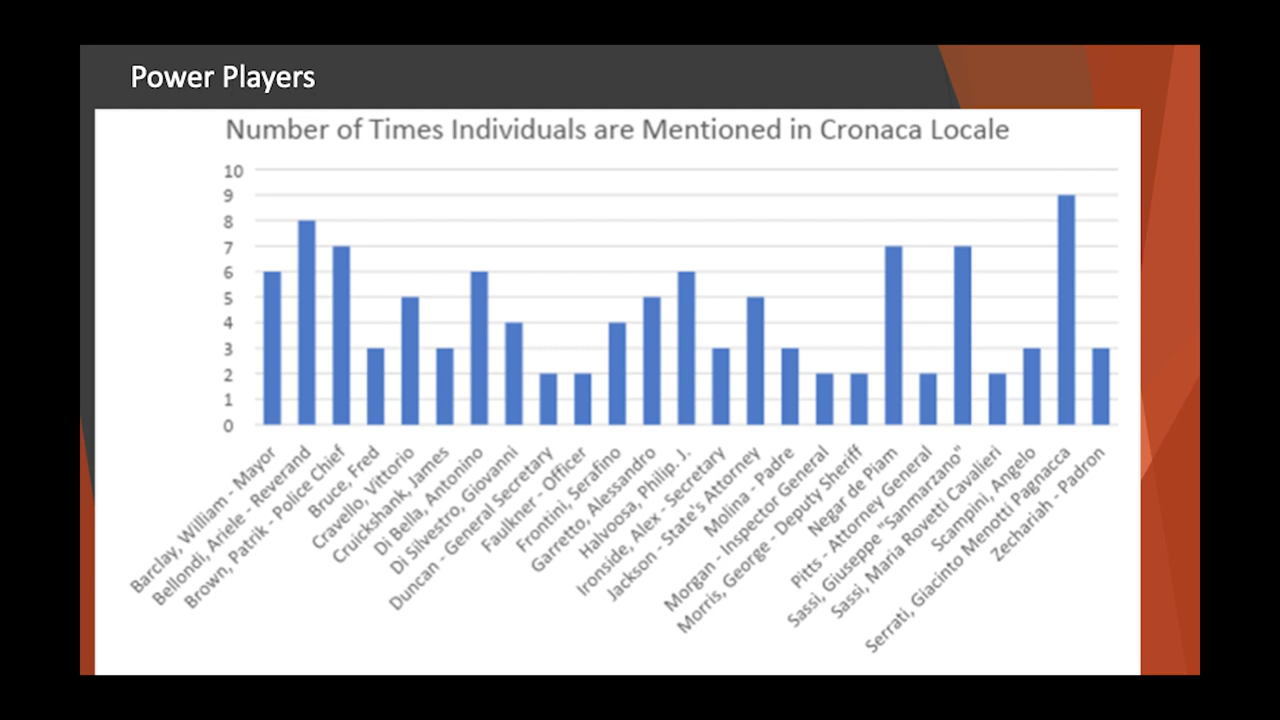 Power Players
Number of Times Individuals are Mentioned in Cronaca Locale
10
9
8
7
6
5
4
3
2
1
0
Barclay, William - Mayor
Bellondi, Ariele - Reverand
Brown, Patrik - Police Chief
Bruce, Fred
Cravello, Vittorio
Cruickshank, James
Di Bella, Antonino
Di Silvestro, Giovanni
Duncan - General Secretary
Faulkner - Officer
Frontini, Serafino
Garretto, Alessandro
Halvoosa, Philip. J.
Ironside, Alex - Secretary
Jackson - State's Attorney
Molina - Padre
Morgan - Inspector General
Morris, George - Deputy Sheriff
Negar de Piam
Pitts - Attorney General
Sassi, Giuseppe "Sanmarzano"
Sassi, Maria Rovetti Cavalieri
Scampini, Angelo
Serrati, Giacinto Menotti Pagnacca
Zechariah - Padron